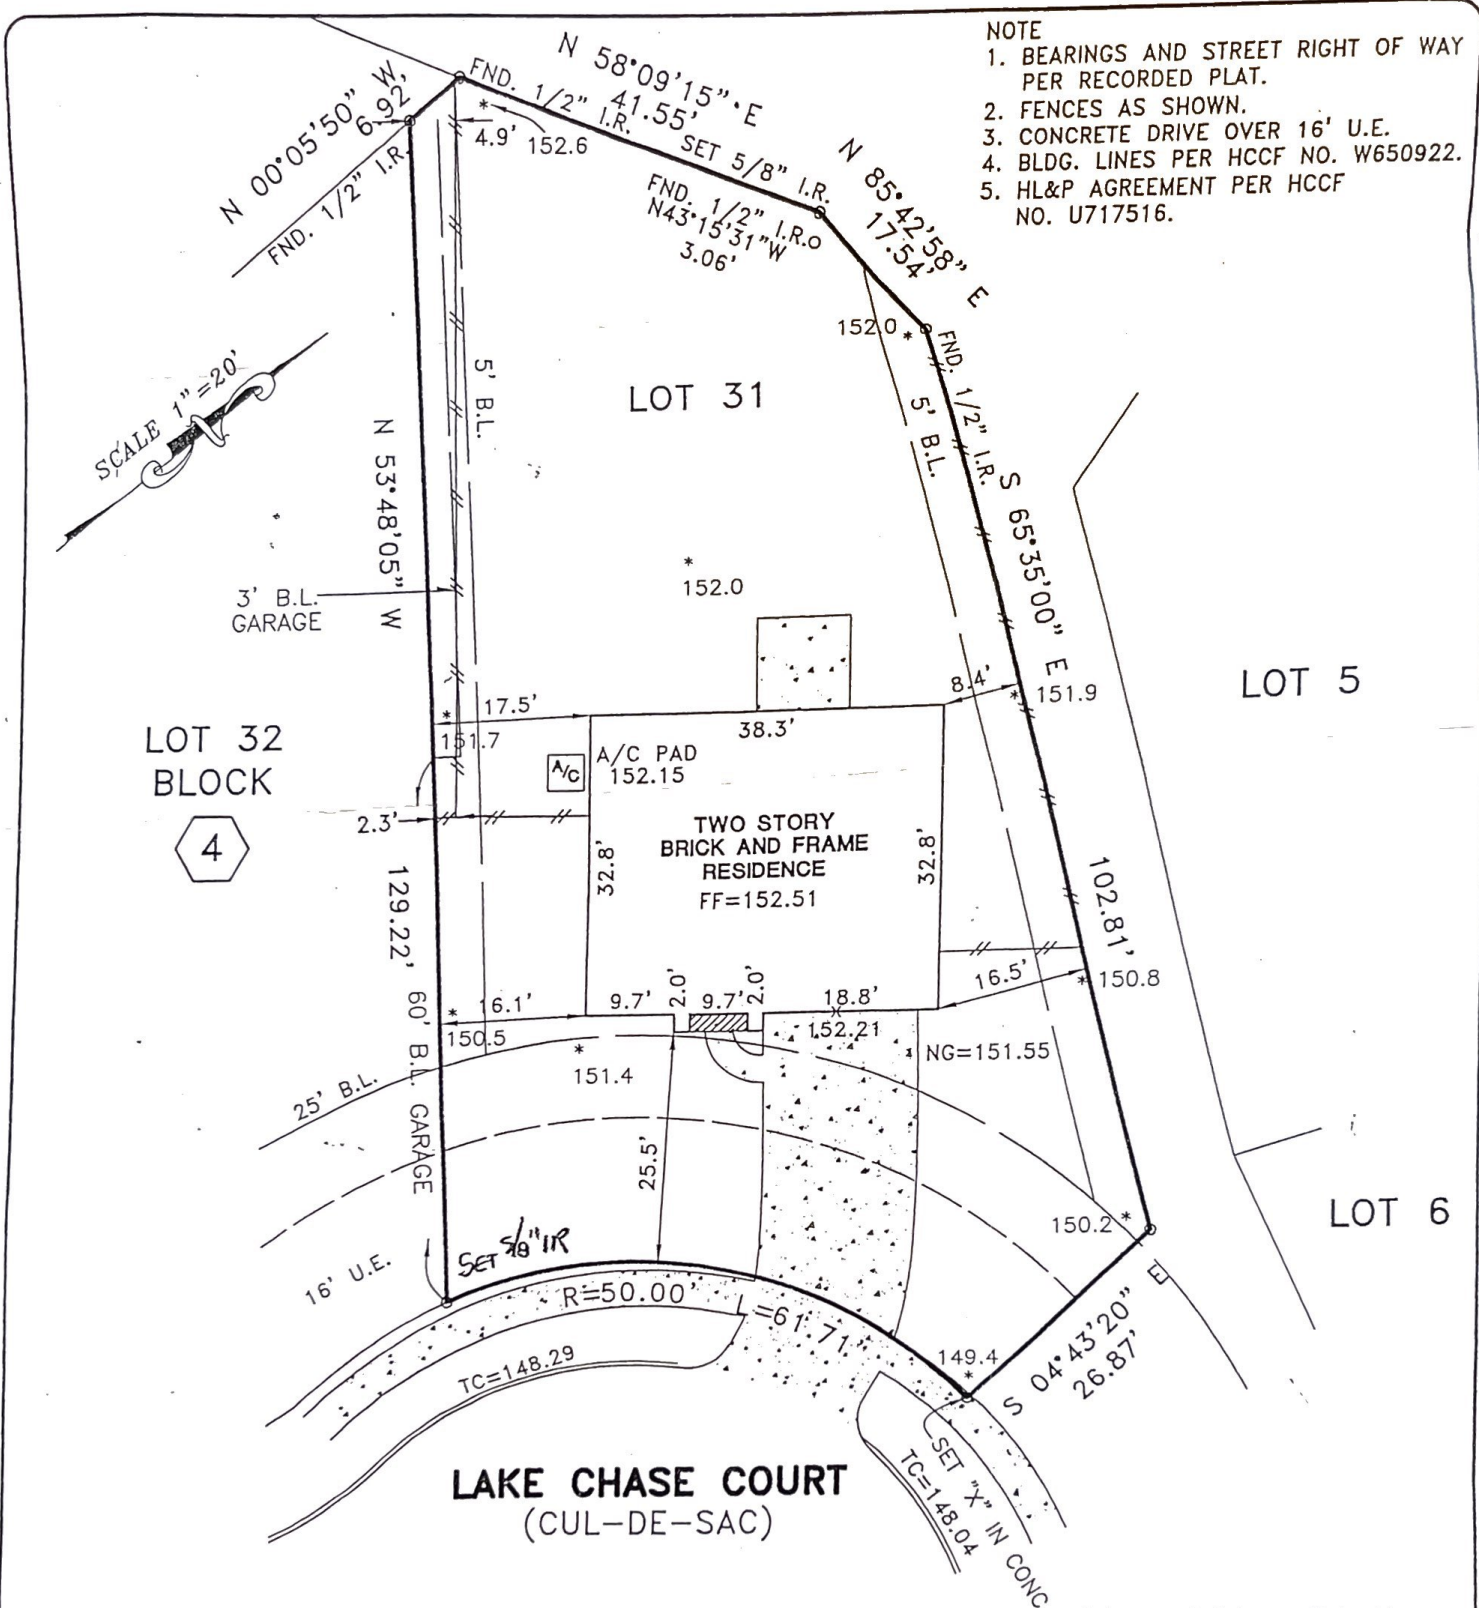 NOTE
1. BEARINGS AND STREET RIGHT OF WAY
PER RECORDED PLAT.
2. FENCES AS SHOWN.
3. CONCRETE DRIVE OVER 16' U.E.
4. BLDG. LINES PER HCCF NO. W650922.
5. HL&P AGREEMENT PER HCCF
NO. U717516.
N 58°09'15" E
41.55'
FND. 1/2" I.R.
SET 5/8" I.R.
N 00°05'50" W,
6.92'
FND. 1/2" I.R.
4.9'
152.6
FND. 1/2" I.R.
N43°15'31"W
3.06'
N 85°42'58" E
17.54'
152.0
FND. 1/2" I.R.
SCALE 1"=20'
LOT 31
5' B.L.
5' B.L.
N 53°48'05" W
129.22'
S 65°35'00" E
102.81'
152.0
3' B.L.
GARAGE
LOT 32
BLOCK
4
LOT 5
17.5'
151.7
38.3'
8.4'
151.9
A/C
A/C PAD
152.15
2.3'
TWO STORY
BRICK AND FRAME
RESIDENCE
FF=152.51
32.8'
32.8'
16.1'
150.5
9.7'
2.0'
9.7'
2.0'
18.8'
152.21
16.5'
150.8
60' B.L. GARAGE
25' B.L.
151.4
NG=151.55
25.5'
16' U.E.
150.2
LOT 6
SET 5/8" IR
R=50.00'
L=61.71'
TC=148.29
149.4
S 04°43'20" E
26.87'
SET "X" IN CONC
TC=148.04
LAKE CHASE COURT
(CUL-DE-SAC)